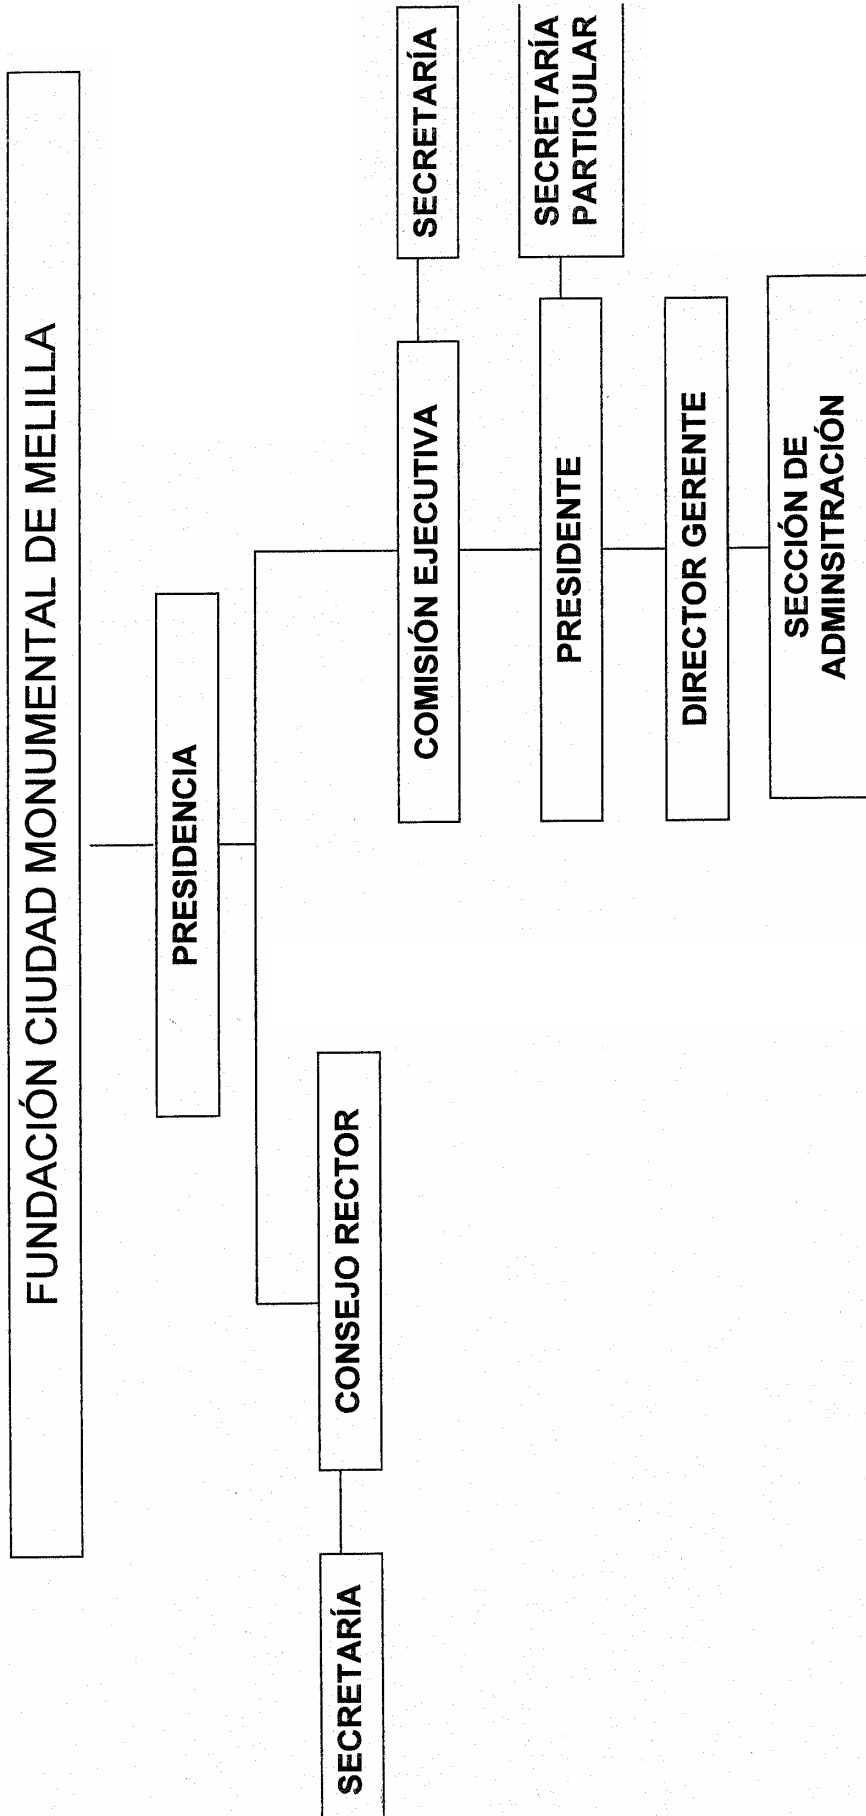 FUNDACIÓN CIUDAD MONUMENTAL DE MELILLA
PRESIDENCIA
SECRETARÍA
CONSEJO RECTOR
COMISIÓN EJECUTIVA
SECRETARÍA
PRESIDENTE
SECRETARÍA
PARTICULAR
DIRECTOR GERENTE
SECCIÓN DE
ADMINSITRACIÓN